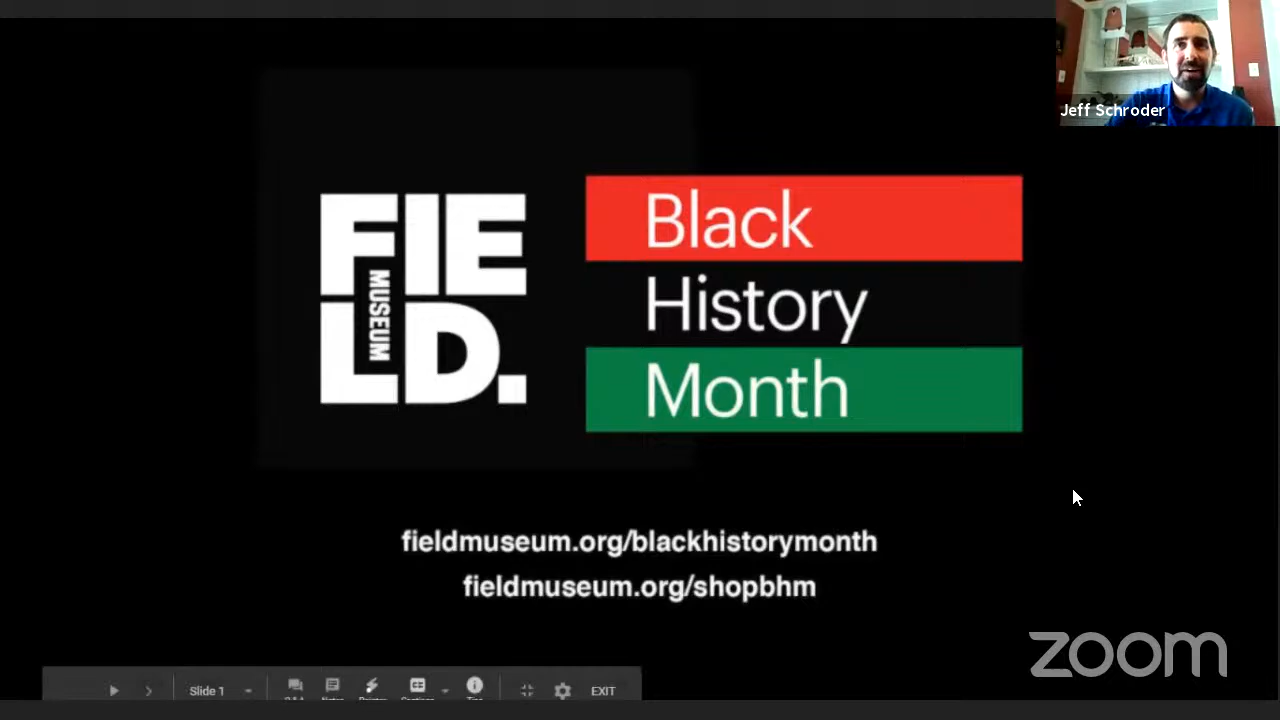 Jeff Schroder
FIE
LD.
MUSEUM
Black
History
Month
fieldmuseum.org/blackhistorymonth
fieldmuseum.org/shopbhm
zoom
Slide 1
EXIT